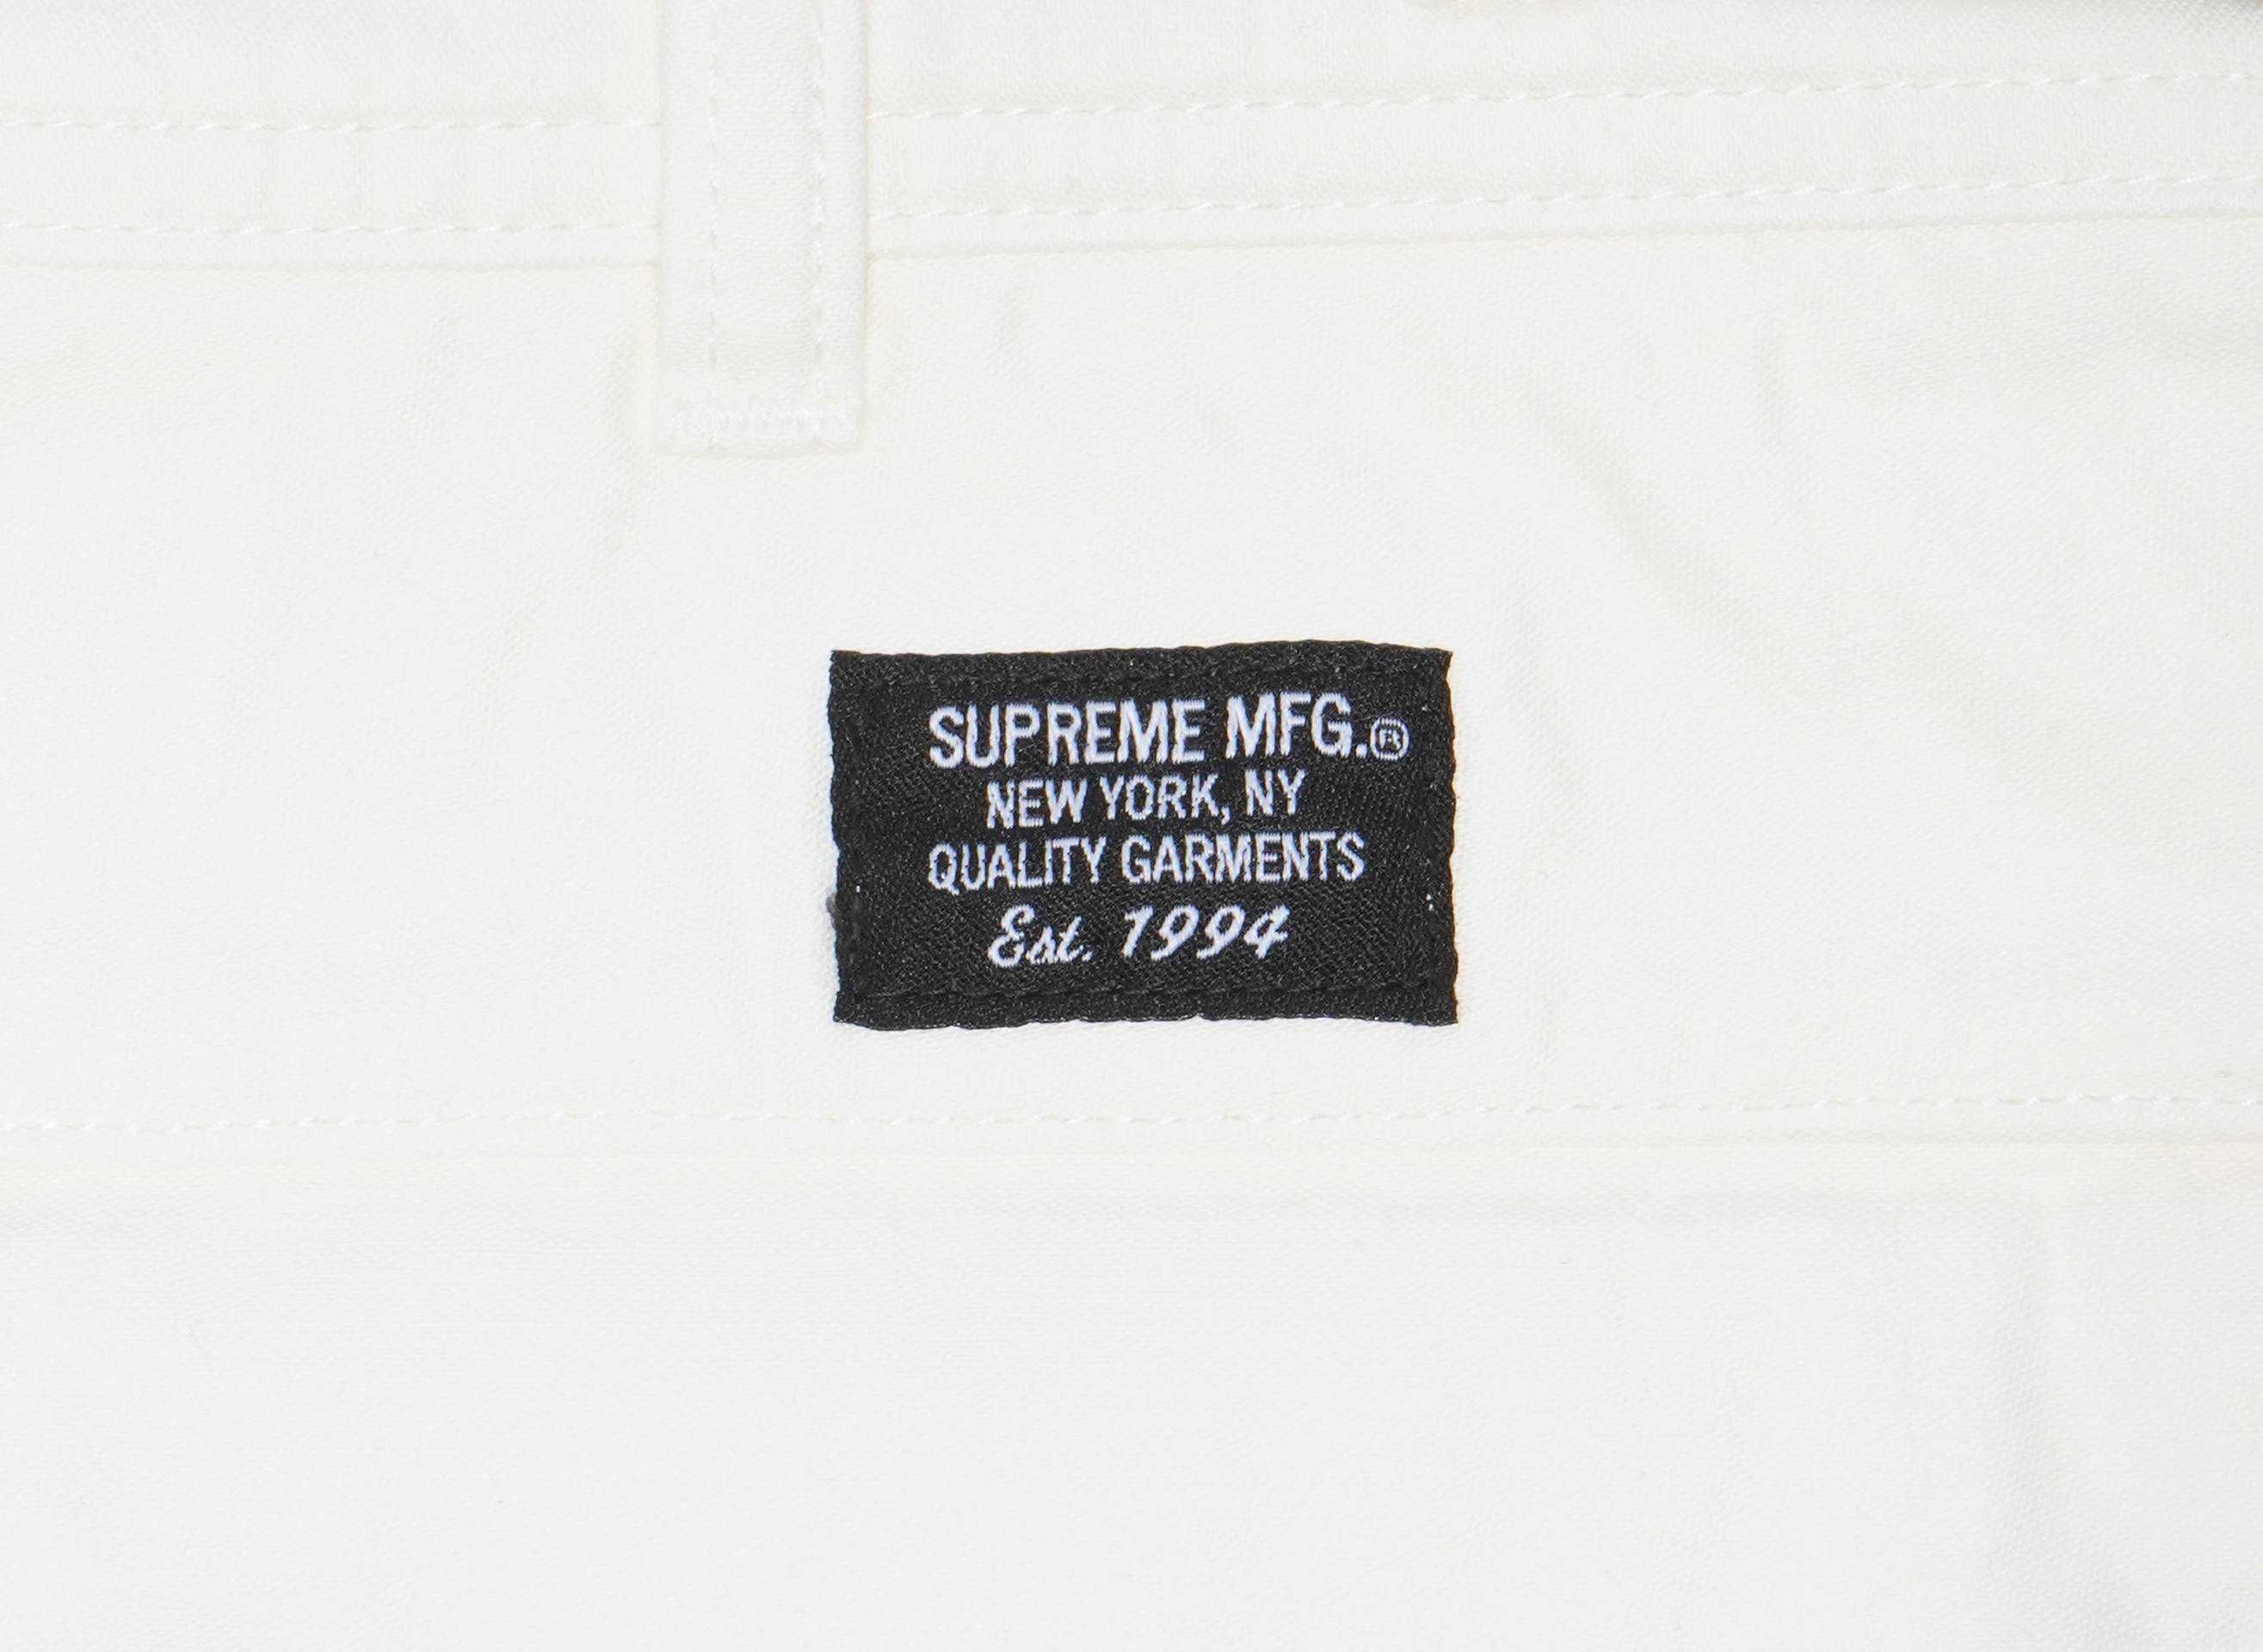 SUPREME MFG.®
NEW YORK, NY
QUALITY GARMENTS
Est. 1994